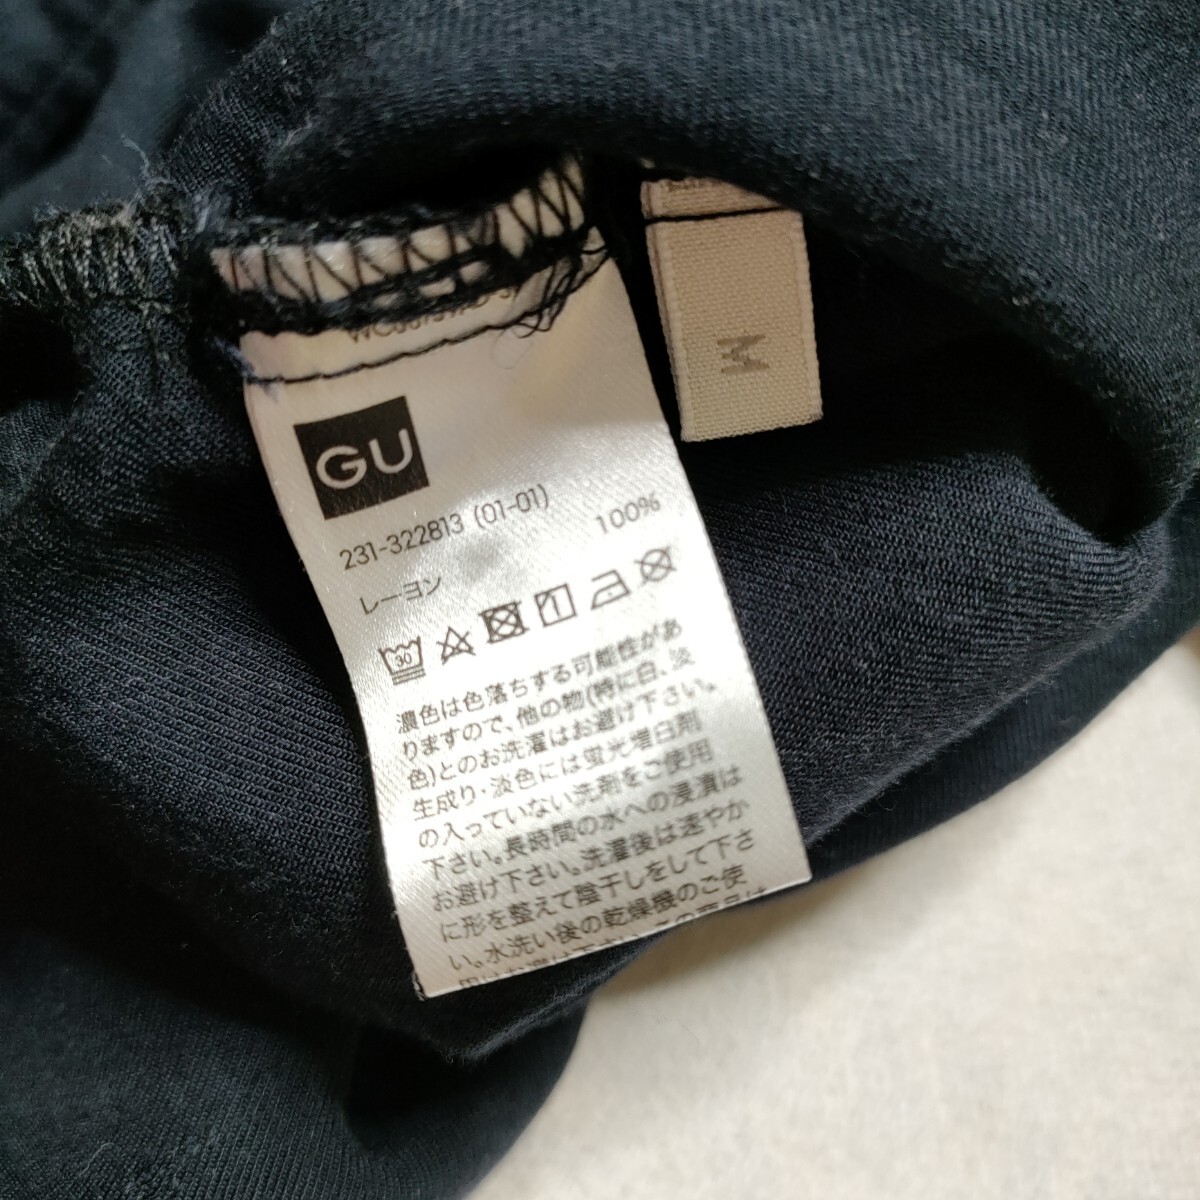 M
GU
231-322813 (01-01)
レーヨン 100%
30
濃色は色落ちする可能性があ
りますので、他の物(特に白、淡
色)とのお洗濯はお避け下さい。
生成り・淡色には蛍光増白剤
の入っていない洗剤をご使用
下さい。長時間の水への浸漬は
お避け下さい。洗濯後は速やか
に形を整えて陰干しをして下さ
い。水洗い後の乾燥機のご使